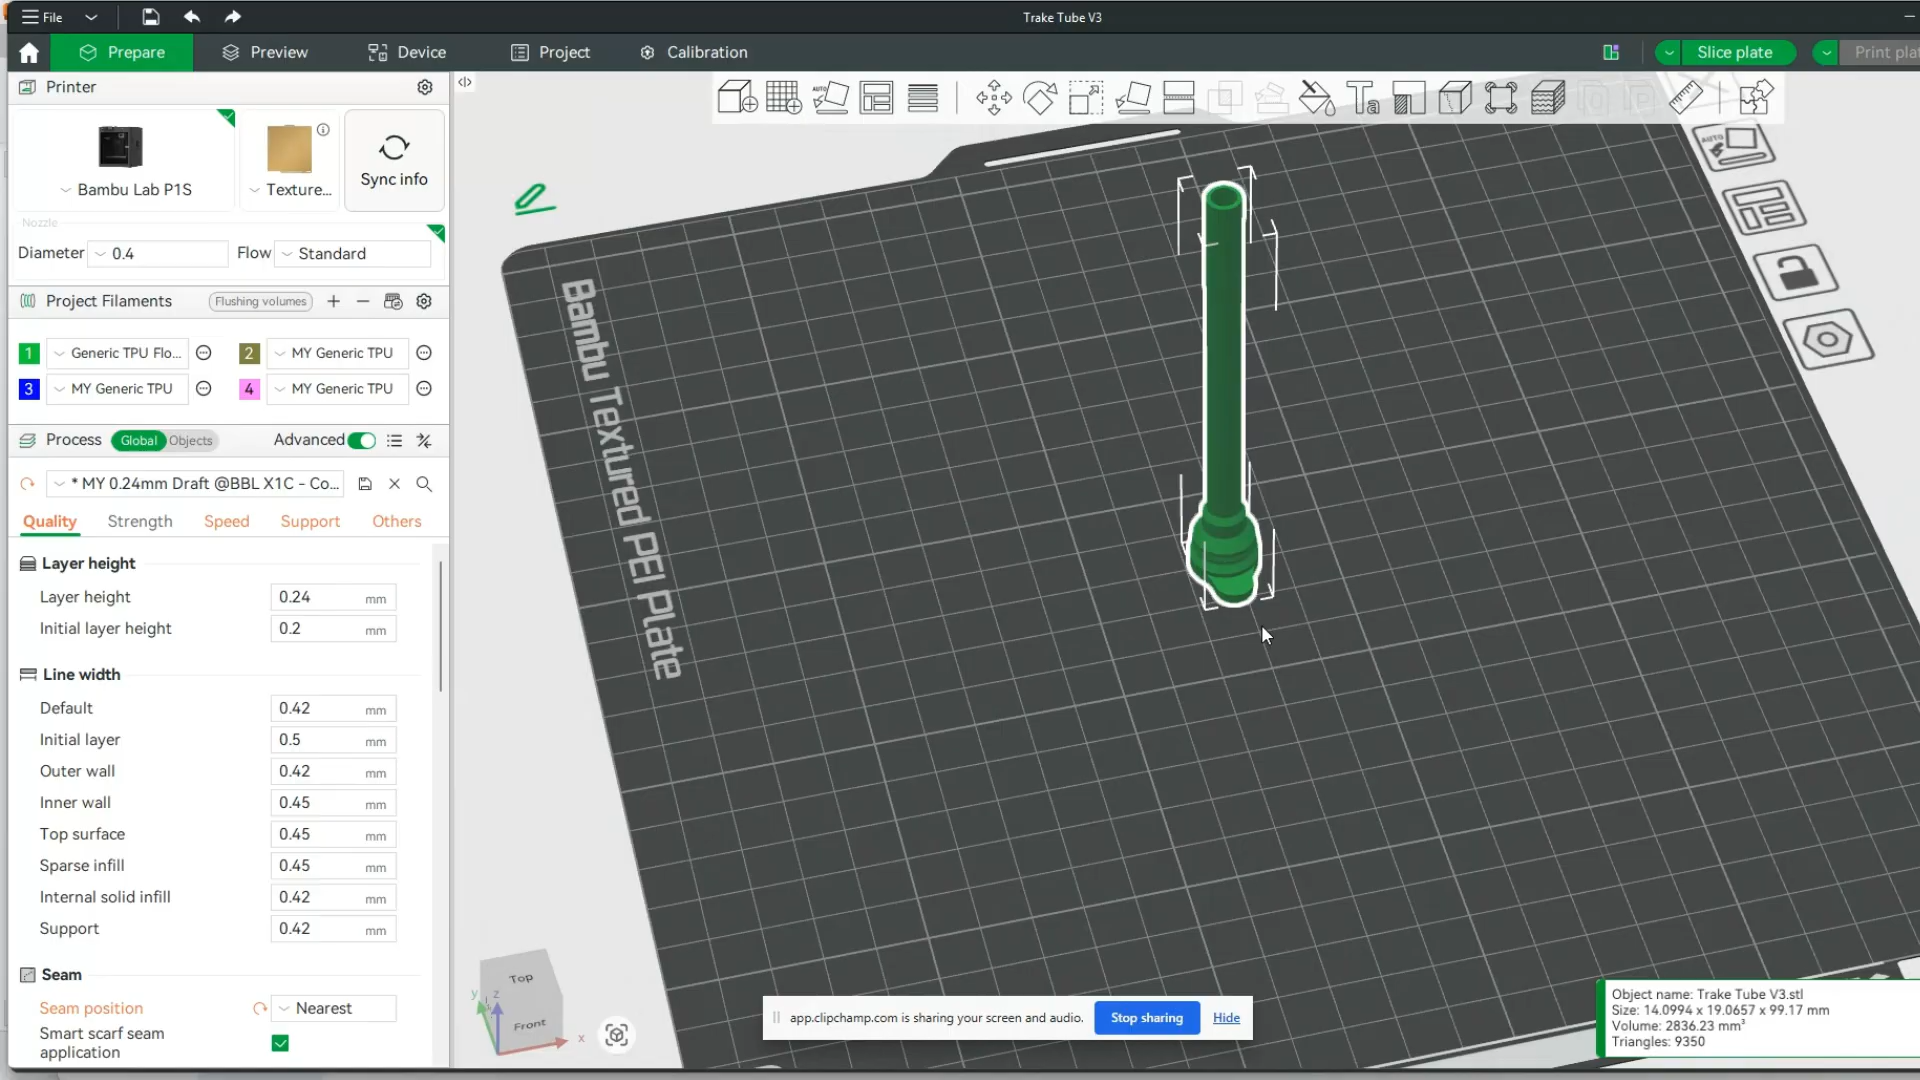 File
Trake Tube V3
Prepare
Preview
Device
Project
Calibration
Slice plate
Print plat
Printer
Bambu Lab P1S
Texture...
Sync info
Nozzle
Diameter
0.4
Flow
Standard
Project Filaments
Flushing volumes
1
Generic TPU Flo...
2
MY Generic TPU
3
MY Generic TPU
4
MY Generic TPU
Process
Global
Objects
Advanced
* MY 0.24mm Draft @BBL X1C - Co...
Quality
Strength
Speed
Support
Others
Layer height
Layer height
0.24
mm
Initial layer height
0.2
mm
Line width
Default
0.42
mm
Initial layer
0.5
mm
Outer wall
0.42
mm
Inner wall
0.45
mm
Top surface
0.45
mm
Sparse infill
0.45
mm
Internal solid infill
0.42
mm
Support
0.42
mm
Seam
Seam position
Nearest
Smart scarf seam
application
AUTO
Ta
AUTO
Bambu Textured PEI Plate
Top
Front
y
z
x
app.clipchamp.com is sharing your screen and audio.
Stop sharing
Hide
Object name: Trake Tube V3.stl
Size: 14.0994 x 19.0657 x 99.17 mm
Volume: 2836.23 mm³
Triangles: 9350